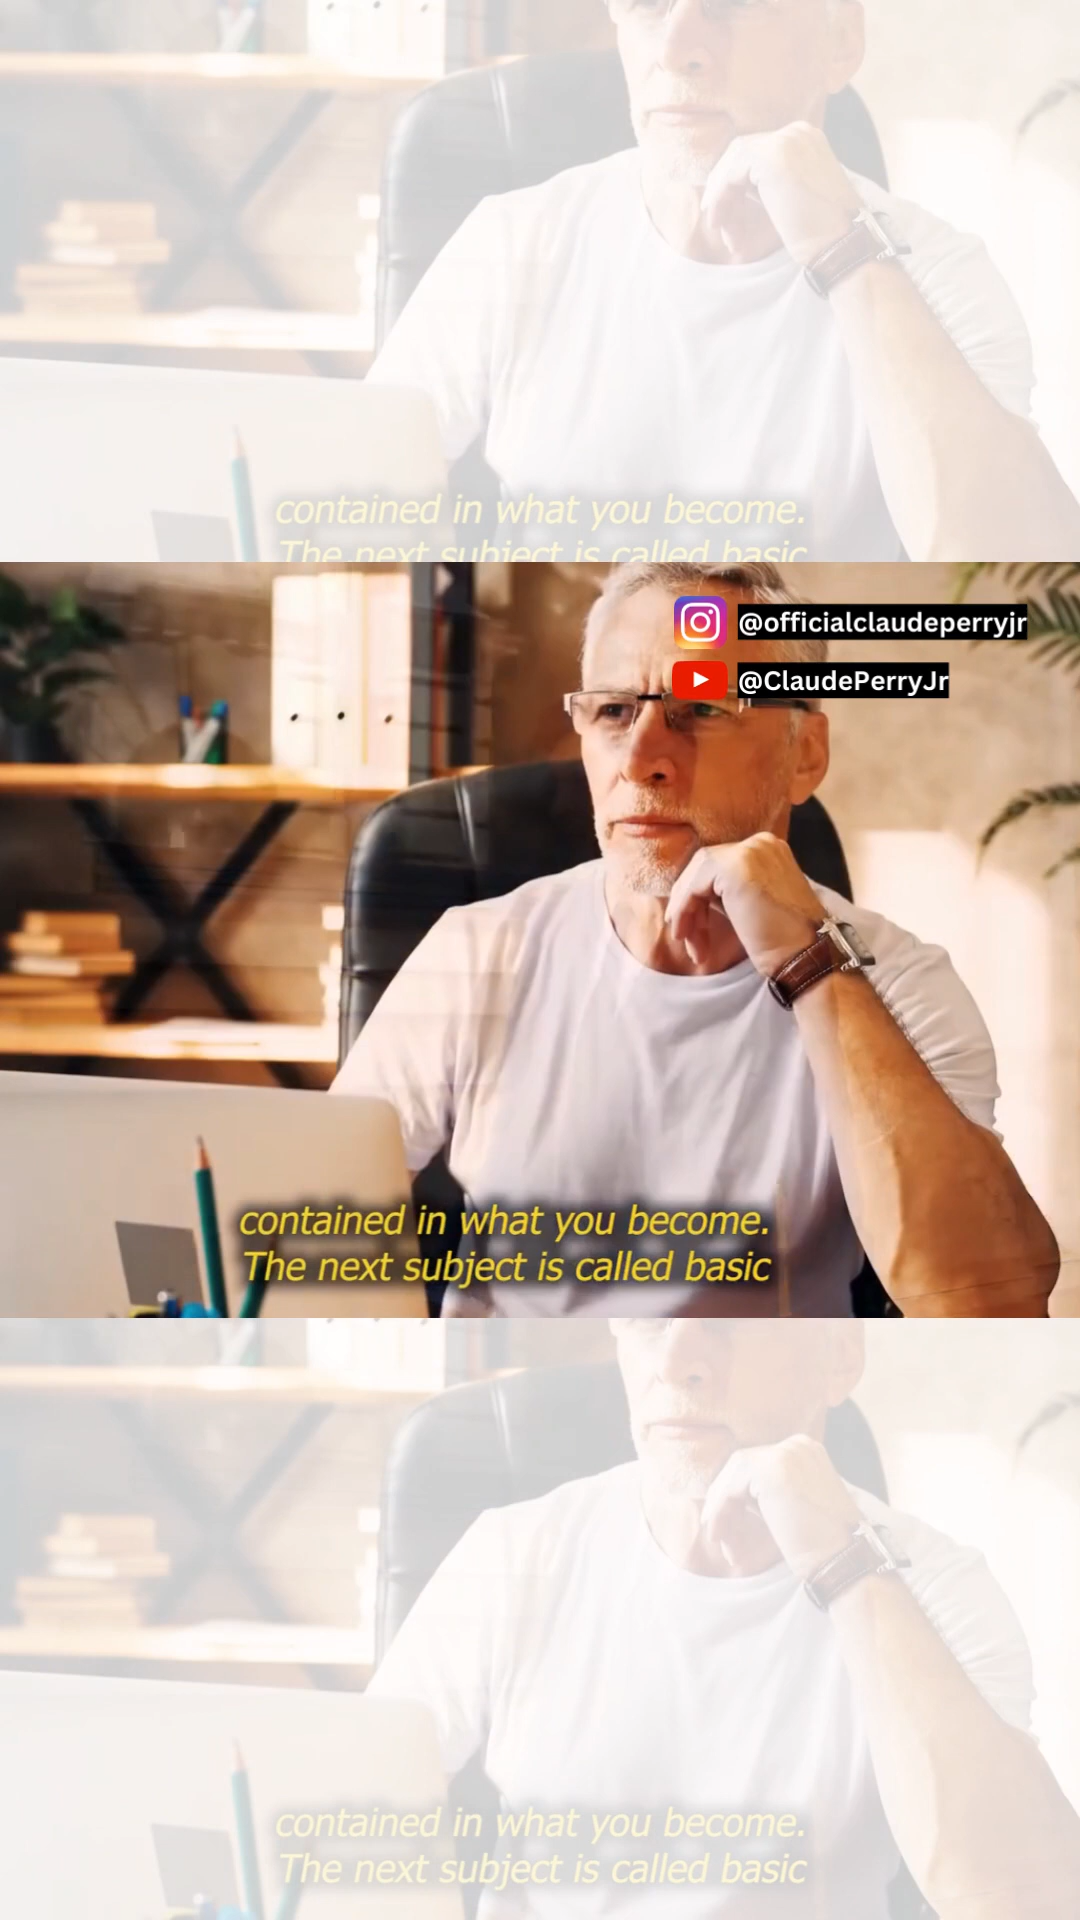 contained in what you become.
The next subject is called basic
@officialclaudeperryjr
@ClaudePerryJr
contained in what you become.
The next subject is called basic
contained in what you become.
The next subject is called basic